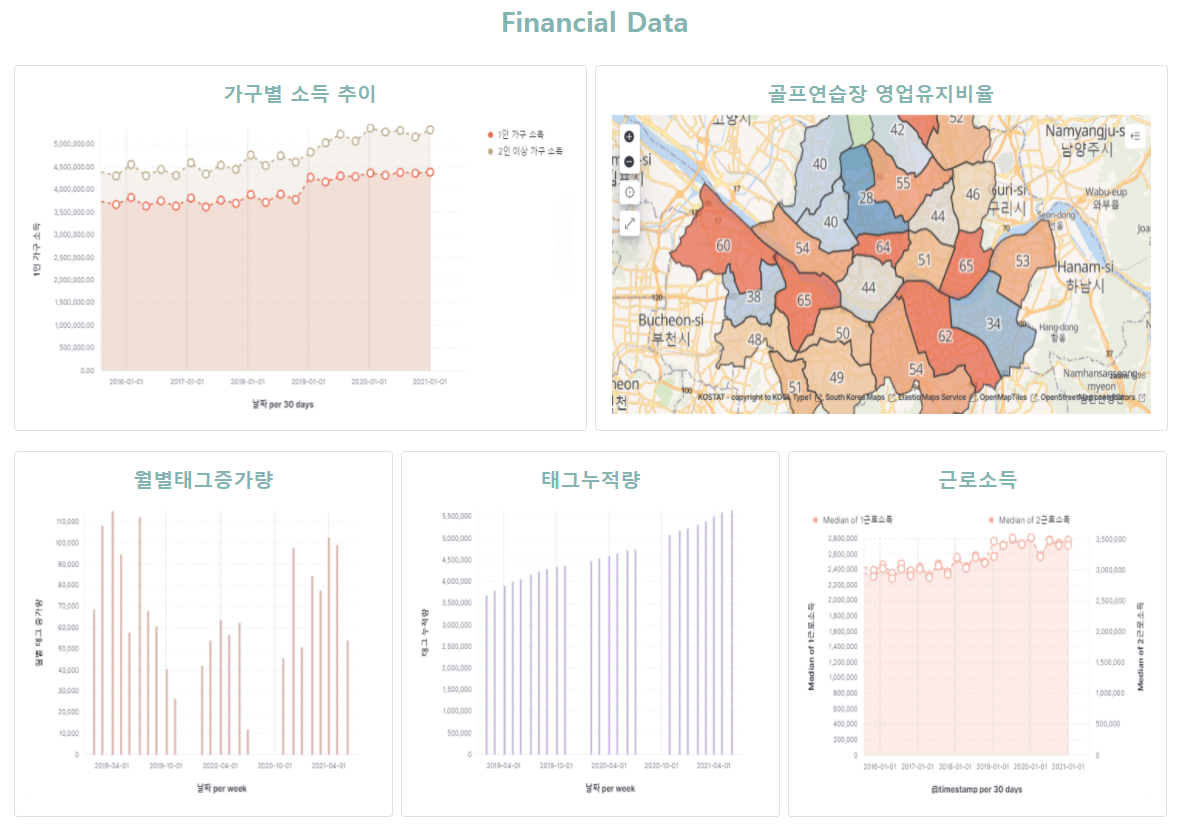 Financial Data
가구별 소득 추이
5,000,000.00
4,500,000.00
4,000,000.00
3,500,000.00
3,000,000.00
2,500,000.00
2,000,000.00
1,500,000.00
1,000,000.00
500,000.00
0.00
1인 가구 소득
2016-01-01 2017-01-01 2018-01-01 2019-01-01 2020-01-01 2021-01-01
날짜 per 30 days
1인 가구 소득
2인 이상 가구 소득
골프연습장 영업유지비율
고양시
42
52
Namyangju-s
남양주시
40
55
28
46
Guri-si
구리시
Wabu-eup
와부읍
17
44
40
Seon-dong
70
Joa
60
54
64
51
65
53
Hanam-si
하남시
38
65
44
34
120
Bucheon-si
부천시
48
50
62
Hang-dong
항동
37
51
49
54
Namhansanseong-
myeon
100
KOSTAT - copyright to KOGL Type1, South Korea Maps, Elastic Maps Service, OpenMapTiles, OpenStreetMap contributors
월별태그증가량
110,000
100,000
90,000
80,000
70,000
60,000
50,000
40,000
30,000
20,000
10,000
0
월별 태그 증가량
2019-04-01 2019-10-01 2020-04-01 2020-10-01 2021-04-01
날짜 per week
태그누적량
5,500,000
5,000,000
4,500,000
4,000,000
3,500,000
3,000,000
2,500,000
2,000,000
1,500,000
1,000,000
500,000
0
태그 누적량
2019-04-01 2019-10-01 2020-04-01 2020-10-01 2021-04-01
날짜 per week
근로소득
Median of 1근로소득
Median of 2근로소득
2,800,000
2,600,000
2,400,000
2,200,000
2,000,000
1,800,000
1,600,000
1,400,000
1,200,000
1,000,000
800,000
600,000
400,000
200,000
0
Median of 1근로소득
2016-01-01 2017-01-01 2018-01-01 2019-01-01 2020-01-01 2021-01-01
@timestamp per 30 days
3,500,000
3,000,000
2,500,000
2,000,000
1,500,000
1,000,000
500,000
0
Median of 2근로소득